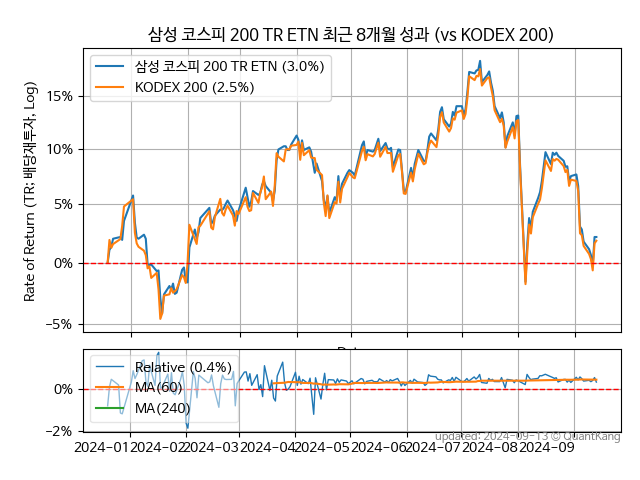 삼성 코스피 200 TR ETN 최근 8개월 성과 (vs KODEX 200)
Rate of Return (TR: 배당재투자, Log)
삼성 코스피 200 TR ETN (3.0%)
KODEX 200 (2.5%)
15%
10%
5%
0%
−5%
Relative (0.4%)
MA(60)
MA(240)
0%
−2%
2024-01
2024-02
2024-03
2024-04
2024-05
2024-06
2024-07
2024-08
2024-09
updated: 2024-09-13 © QuantKang